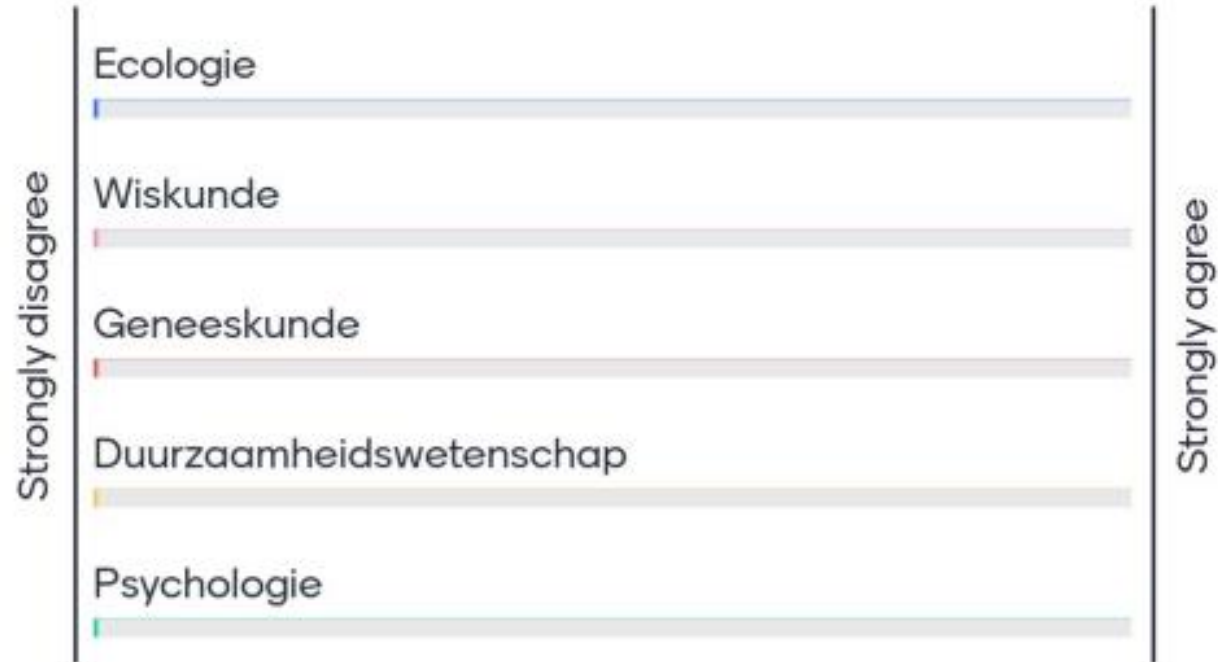 Strongly disagree
Ecologie
Wiskunde
Geneeskunde
Duurzaamheidswetenschap
Psychologie
Strongly agree